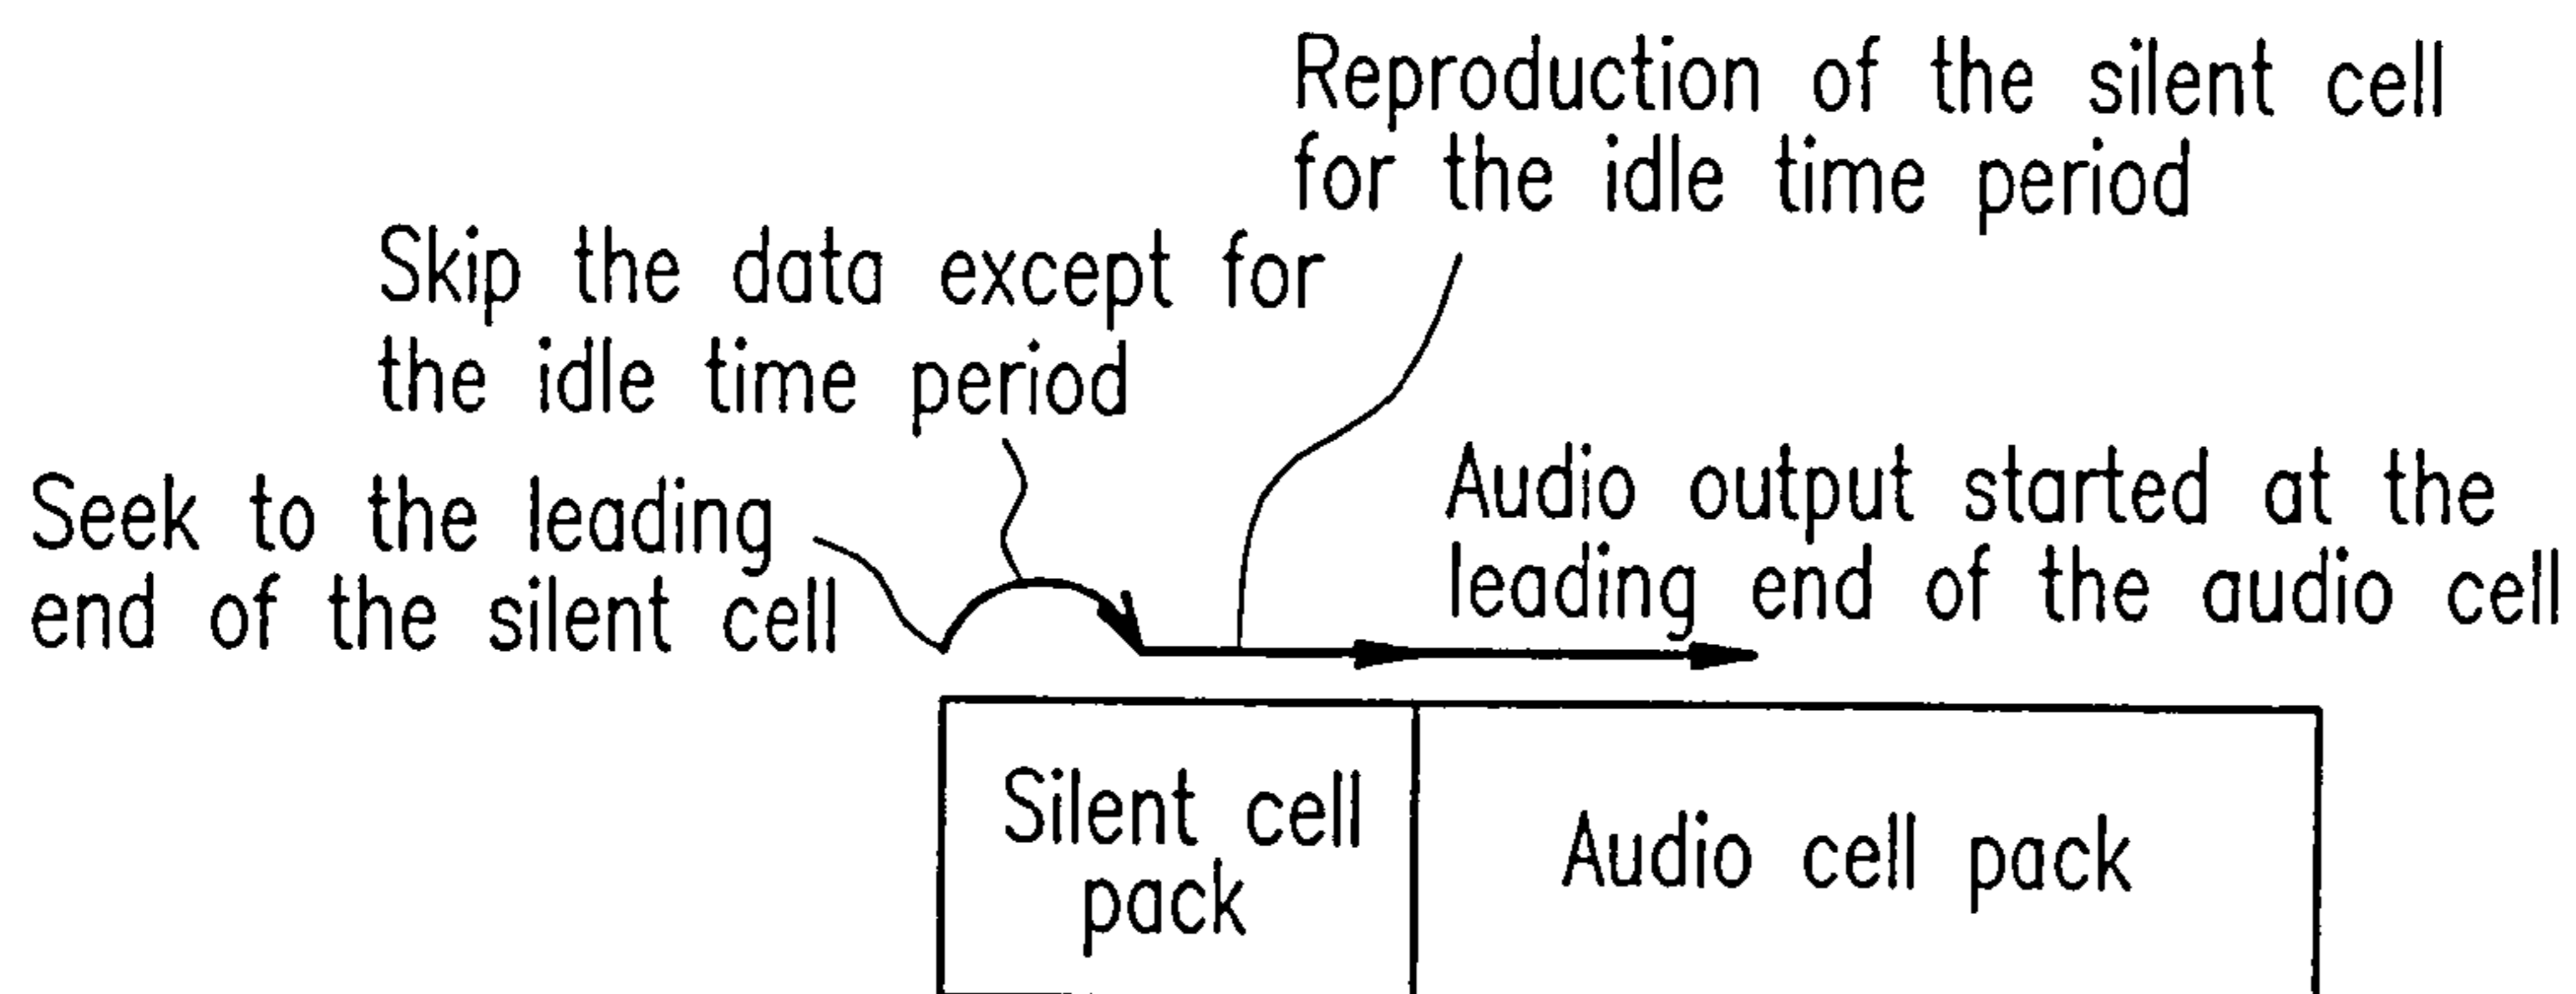 Reproduction of the silent cell
for the idle time period
Skip the data except for
the idle time period
Seek to the leading
end of the silent cell
Audio output started at the
leading end of the audio cell
Silent cell
pack
Audio cell pack